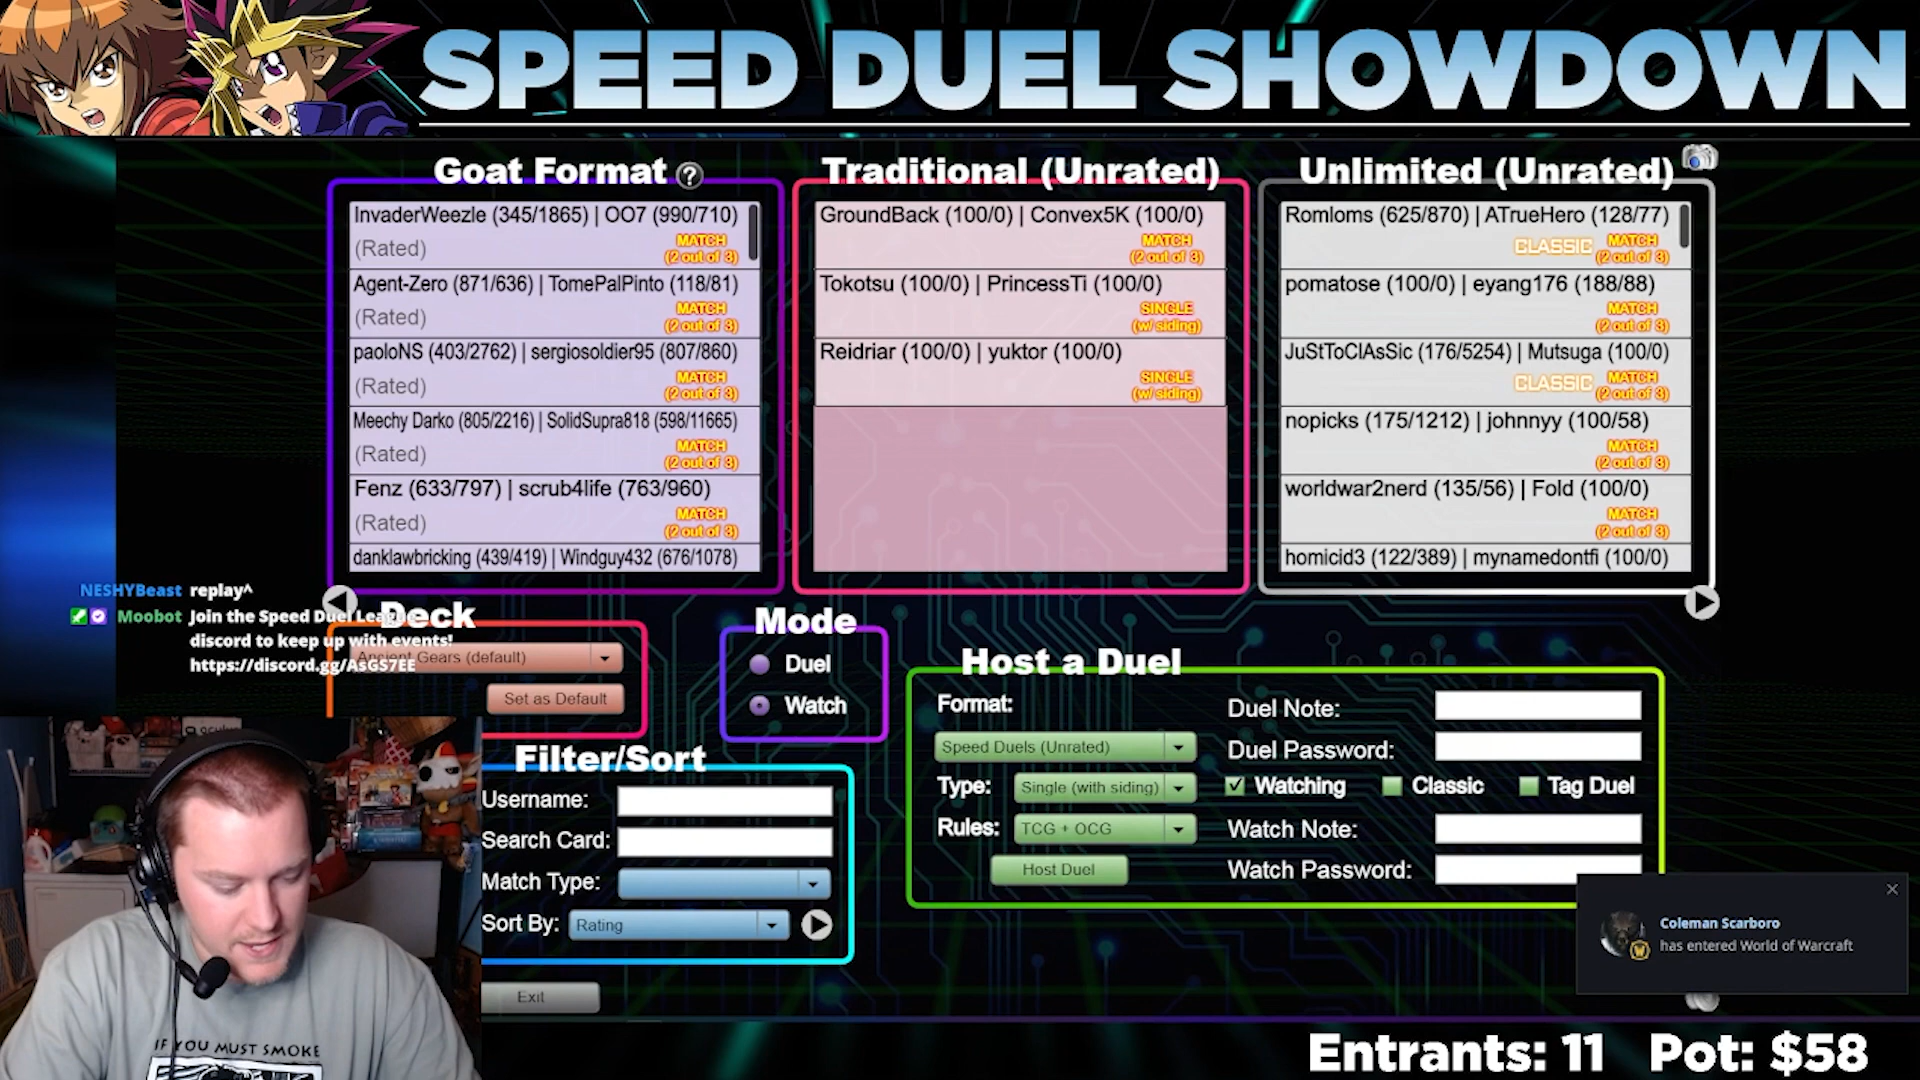 SPEED DUEL SHOWDOWN
Goat Format ?
InvaderWeezle (345/1865) | OO7 (990/710)
(Rated)
MATCH
(2 out of 3)
Agent-Zero (871/636) | TomePalPinto (118/81)
(Rated)
MATCH
(2 out of 3)
paoloNS (403/2762) | sergiosoldier95 (807/860)
(Rated)
MATCH
(2 out of 3)
Meechy Darko (805/2216) | SolidSupra818 (598/11665)
(Rated)
MATCH
(2 out of 3)
Fenz (633/797) | scrub4life (763/960)
(Rated)
MATCH
(2 out of 3)
danklawbricking (439/419) | Windguy432 (676/1078)
Traditional (Unrated)
GroundBack (100/0) | Convex5K (100/0)
MATCH
(2 out of 3)
Tokotsu (100/0) | PrincessTi (100/0)
SINGLE
(w/ siding)
Reidriar (100/0) | yuktor (100/0)
SINGLE
(w/ siding)
Unlimited (Unrated)
Romloms (625/870) | ATrueHero (128/77)
CLASSIC MATCH
(2 out of 3)
pomatose (100/0) | eyang176 (188/88)
MATCH
(2 out of 3)
JuStToClAsSic (176/5254) | Mutsuga (100/0)
CLASSIC MATCH
(2 out of 3)
nopicks (175/1212) | johnnyy (100/58)
MATCH
(2 out of 3)
worldwar2nerd (135/56) | Fold (100/0)
MATCH
(2 out of 3)
homicid3 (122/389) | mynamedontfi (100/0)
NESHYBeast replay^
Moobot Join the Speed Duel League
discord to keep up with events!
https://discord.gg/AsGS7EE
Deck
Ancient Gears (default)
Set as Default
Mode
Duel
Watch
Filter/Sort
Username:
Search Card:
Match Type:
Sort By: Rating
Exit
Host a Duel
Format:
Speed Duels (Unrated)
Type: Single (with siding)
Rules: TCG + OCG
Host Duel
Duel Note:
Duel Password:
Watching Classic Tag Duel
Watch Note:
Watch Password:
Coleman Scarboro
has entered World of Warcraft
IF YOU MUST SMOKE
Entrants: 11 Pot: $58